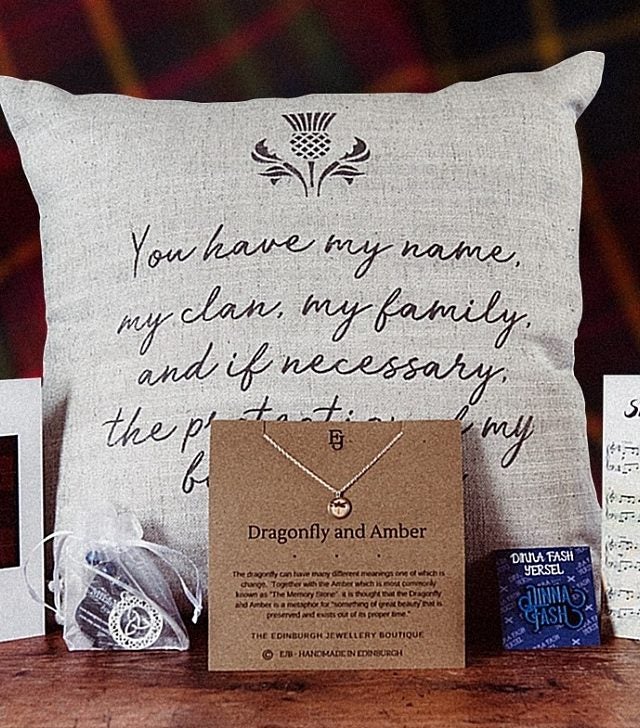 You have my name,
my clan, my family,
and if necessary,
the my
EJ
Dragonfly and Amber
The dragonfly can have many different meanings one of which is
change. Together with the Amber which is most commonly
known as "The Memory Stone" it is thought that the Dragonfly
and Amber is a metaphor for "something of great beauty that is
preserved and exists out of its proper time."
THE EDINBURGH JEWELLERY BOUTIQUE
© EJB - HANDMADE IN EDINBURGH
DINNA FASH
YERSEL
DINNA
FASH